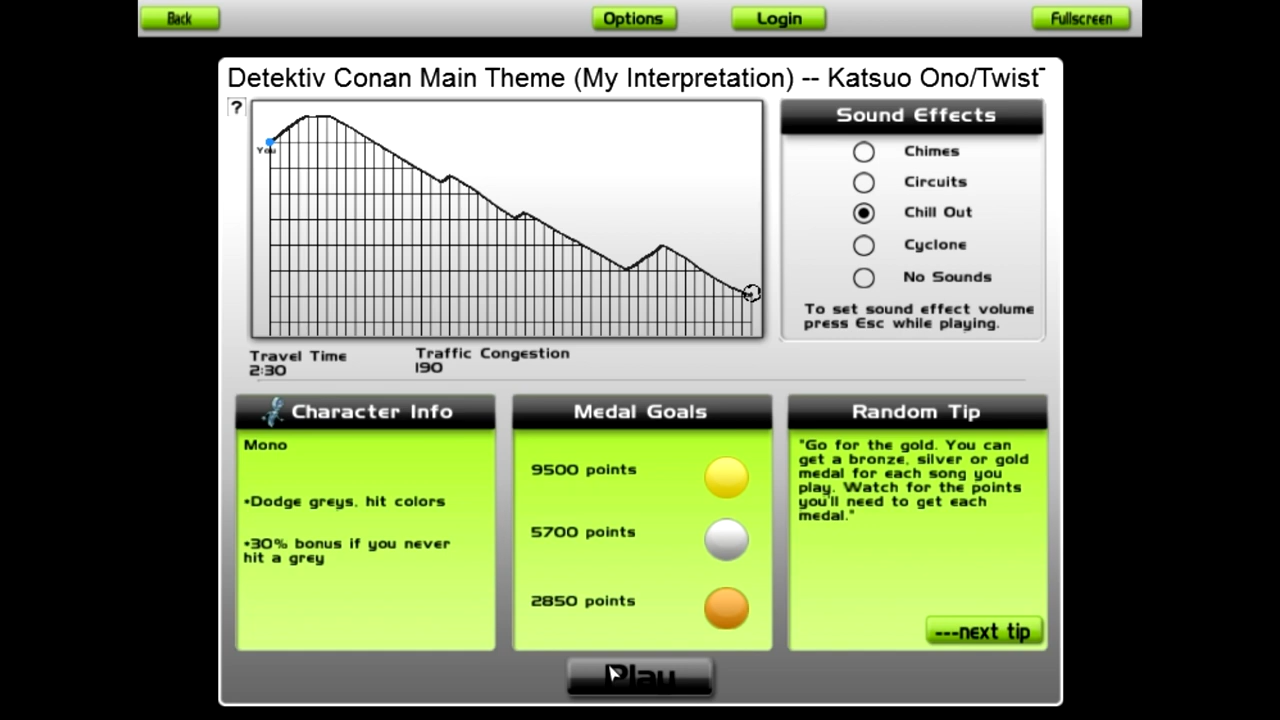 Back
Options
Login
Fullscreen
Detektiv Conan Main Theme (My Interpretation) -- Katsuo Ono/Twist
?
You
Sound Effects
Chimes
Circuits
Chill Out
Cyclone
No Sounds
To set sound effect volume
press Esc while playing.
Travel Time
2:30
Traffic Congestion
190
Character Info
Mono
•Dodge greys, hit colors
•30% bonus if you never
hit a grey
Medal Goals
9500 points
5700 points
2850 points
Random Tip
"Go for the gold. You can
get a bronze, silver or gold
medal for each song you
play. Watch for the points
you'll need to get each
medal."
---next tip
Play